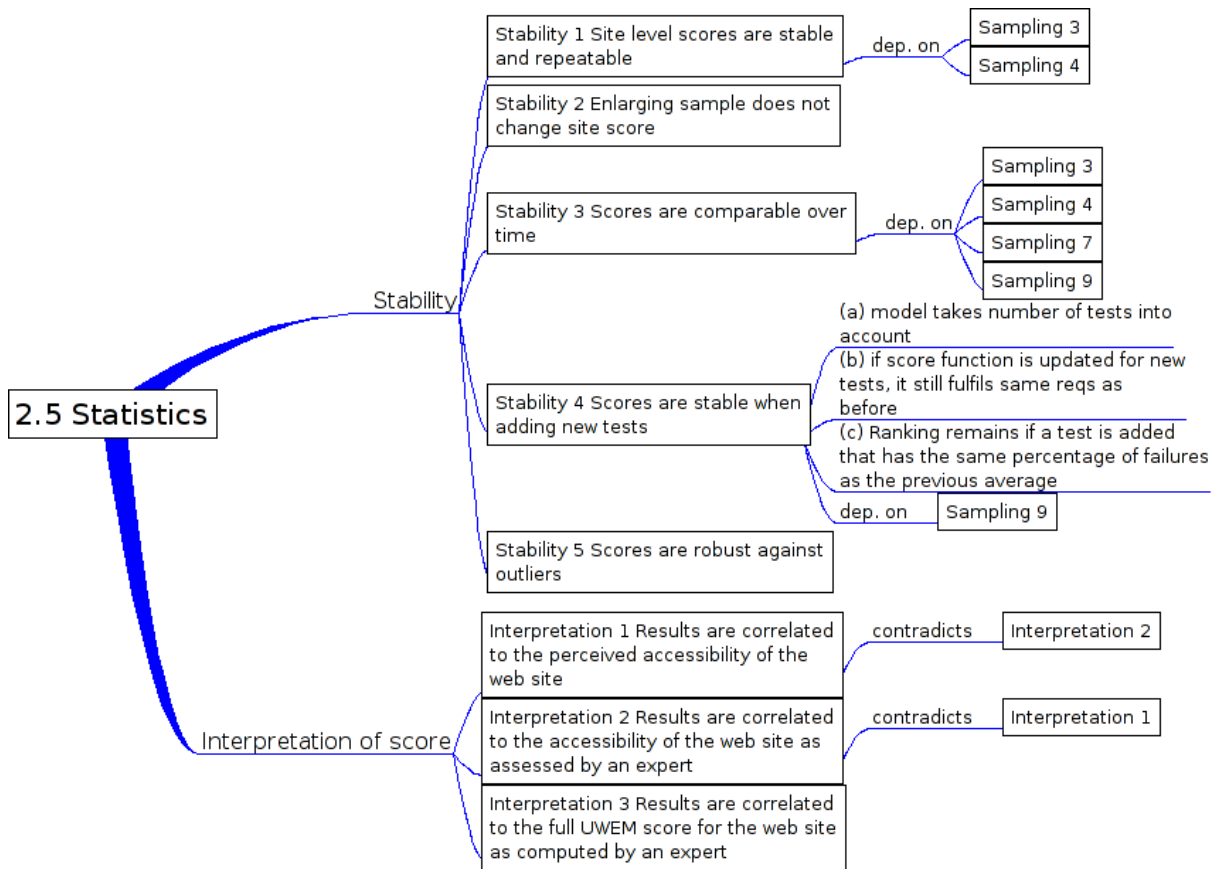 Stability 1 Site level scores are stable
and repeatable
dep. on
Sampling 3
Sampling 4
Stability 2 Enlarging sample does not
change site score
Stability 3 Scores are comparable over
time
dep. on
Sampling 3
Sampling 4
Sampling 7
Sampling 9
Stability
2.5 Statistics
Stability 4 Scores are stable when
adding new tests
(a) model takes number of tests into
account
(b) if score function is updated for new
tests, it still fulfils same reqs as
before
(c) Ranking remains if a test is added
that has the same percentage of failures
as the previous average
dep. on
Sampling 9
Stability 5 Scores are robust against
outliers
Interpretation of score
Interpretation 1 Results are correlated
to the perceived accessibility of the
web site
contradicts
Interpretation 2
Interpretation 2 Results are correlated
to the accessibility of the web site as
assessed by an expert
contradicts
Interpretation 1
Interpretation 3 Results are correlated
to the full UWEM score for the web site
as computed by an expert